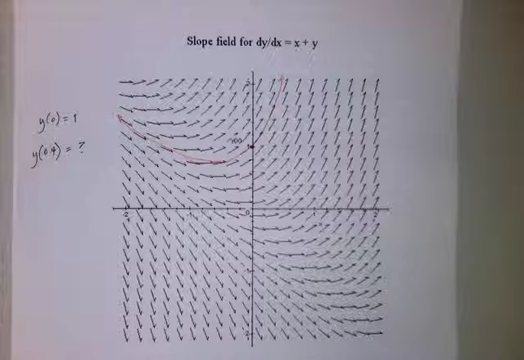 Slope field for dy/dx = x + y
y(0) = 1
y(0.4) = ?